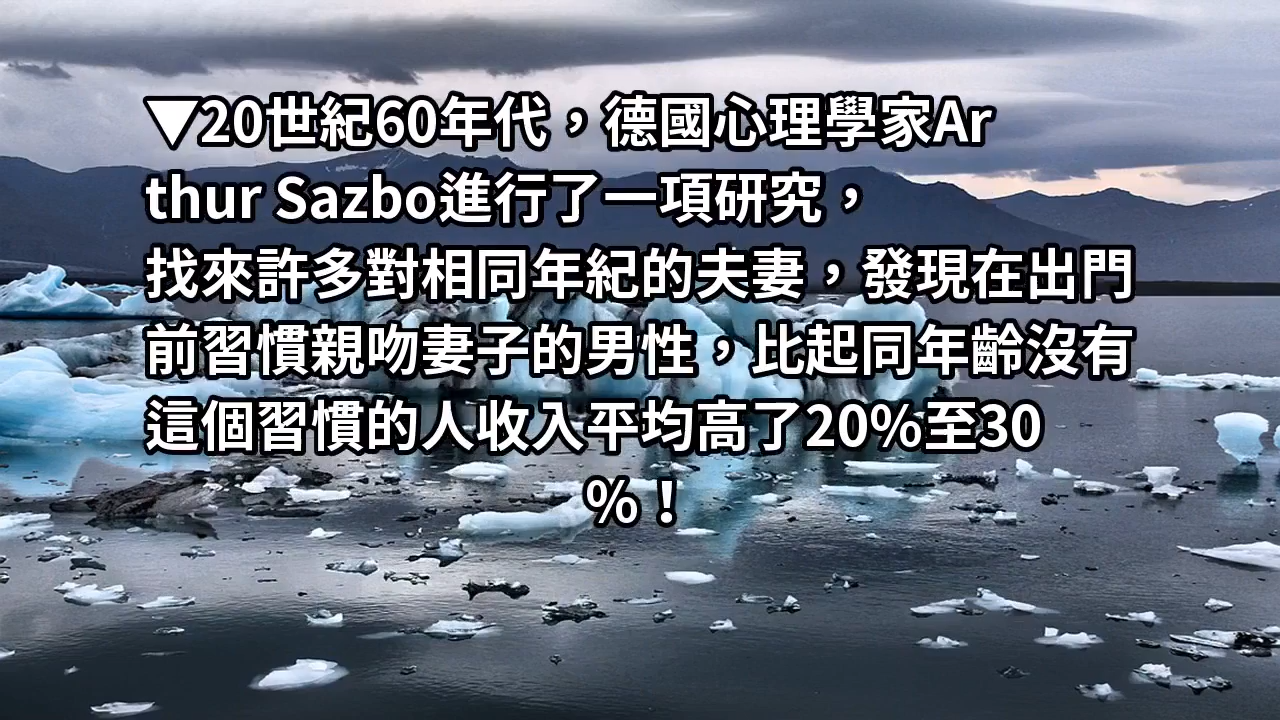 ▼20世紀60年代，德國心理學家Ar
thur Sazbo進行了一項研究，
找來許多對相同年紀的夫妻，發現在出門
前習慣親吻妻子的男性，比起同年齡沒有
這個習慣的人收入平均高了20%至30
%！